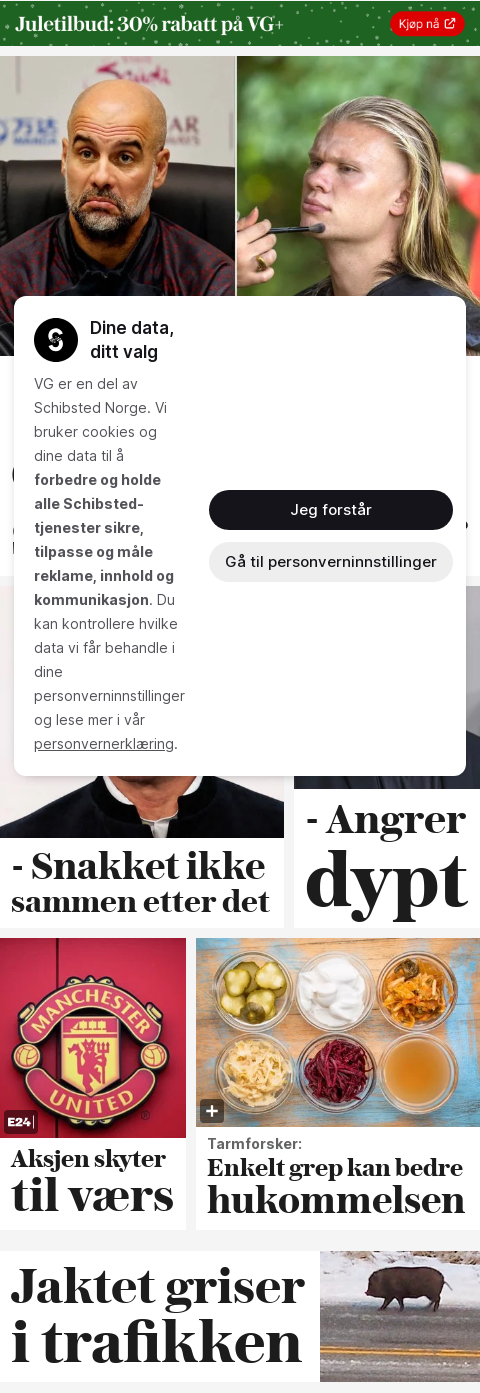 Juletilbud: 30% rabatt på VG+
Kjøp nå
Dine data,
ditt valg
VG er en del av
Schibsted Norge. Vi
bruker cookies og
dine data til å
forbedre og holde
alle Schibsted-
tjenester sikre,
tilpasse og måle
reklame, innhold og
kommunikasjon. Du
kan kontrollere hvilke
data vi får behandle i
dine
personverninnstillinger
og lese mer i vår
personvernerklæring.
Jeg forstår
Gå til personverninnstillinger
- Snakket ikke
sammen etter det
- Angrer
dypt
MANCHESTER
UNITED
E24
Aksjen skyter
til værs
Tarmforsker:
Enkelt grep kan bedre
hukommelsen
Jaktet griser
i trafikken